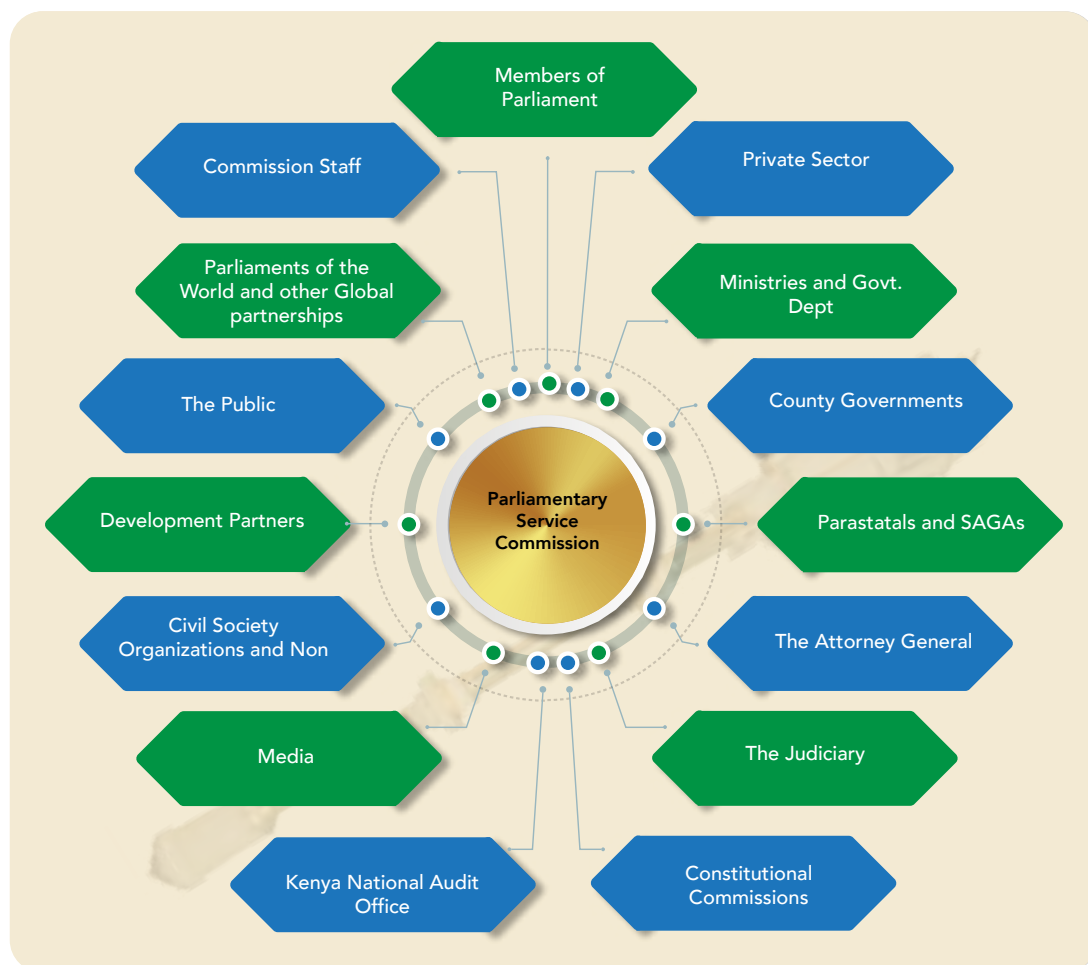 Members of
Parliament
Commission Staff
Private Sector
Parliaments of the
World and other Global
partnerships
Ministries and Govt.
Dept
The Public
County Governments
Development Partners
Parliamentary
Service
Commission
Parastatals and SAGAs
Civil Society
Organizations and Non
The Attorney General
Media
The Judiciary
Kenya National Audit
Office
Constitutional
Commissions